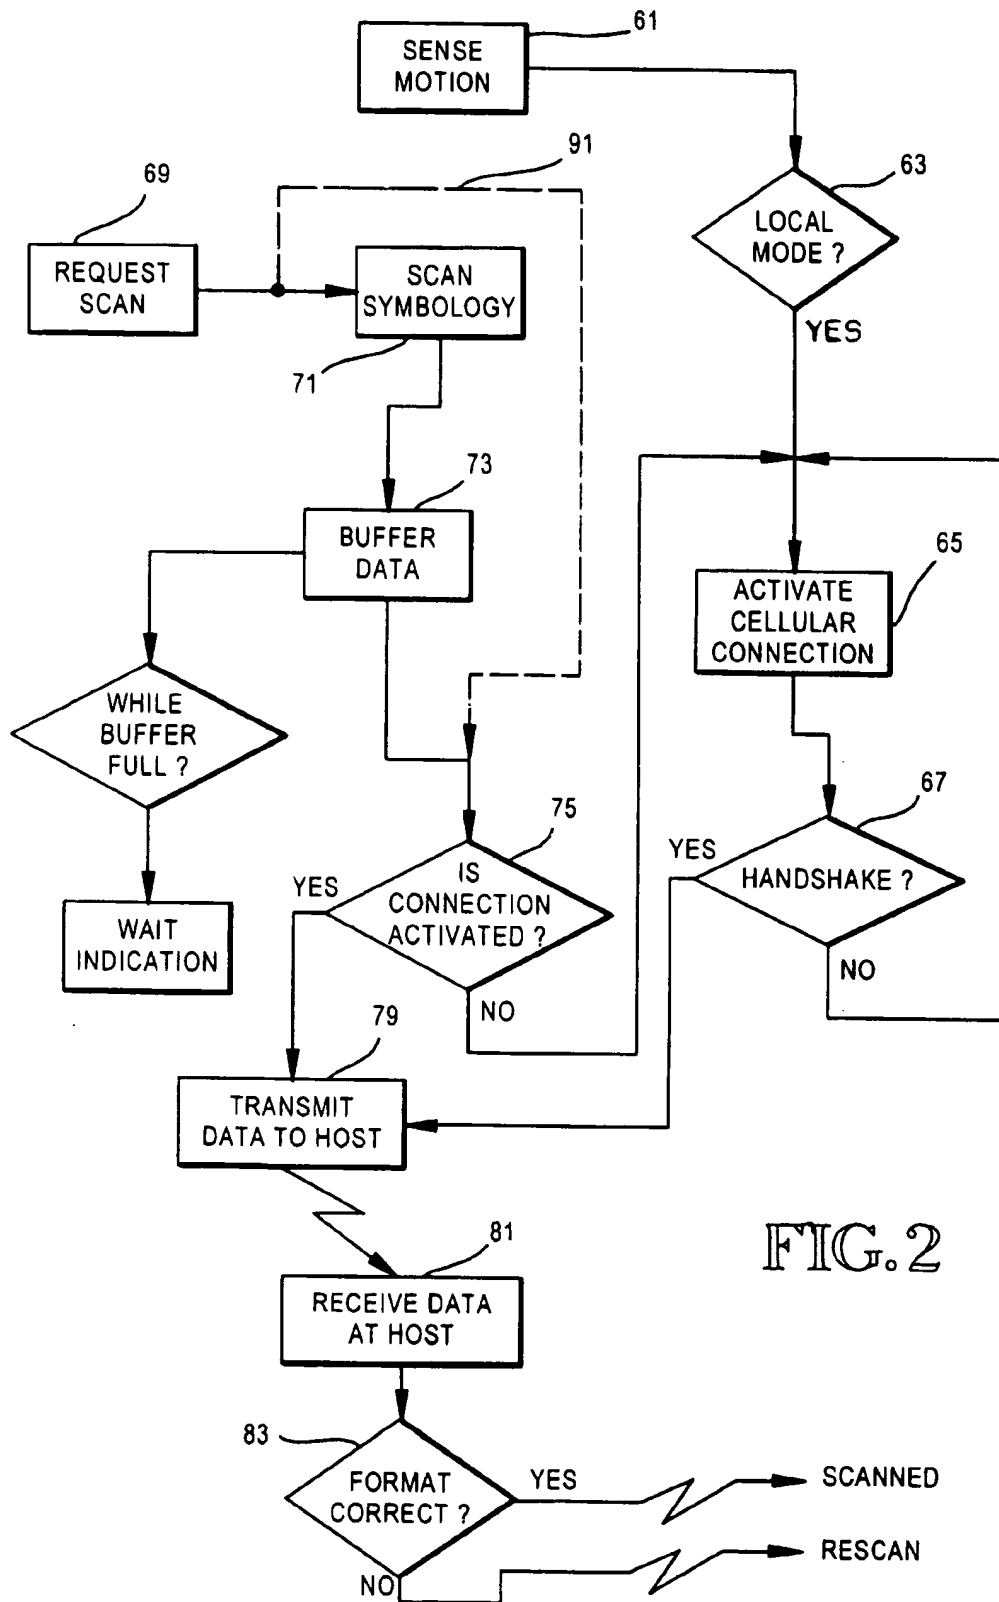 61
SENSE
MOTION
91
69
63
LOCAL
MODE ?
REQUEST
SCAN
SCAN
SYMBOLOGY
YES
71
73
BUFFER
DATA
65
ACTIVATE
CELLULAR
CONNECTION
WHILE
BUFFER
FULL ?
67
75
YES
HANDSHAKE ?
YES
IS
CONNECTION
ACTIVATED ?
WAIT
INDICATION
NO
NO
79
TRANSMIT
DATA TO HOST
81
FIG. 2
RECEIVE DATA
AT HOST
83
FORMAT
CORRECT ?
YES
SCANNED
NO
RESCAN